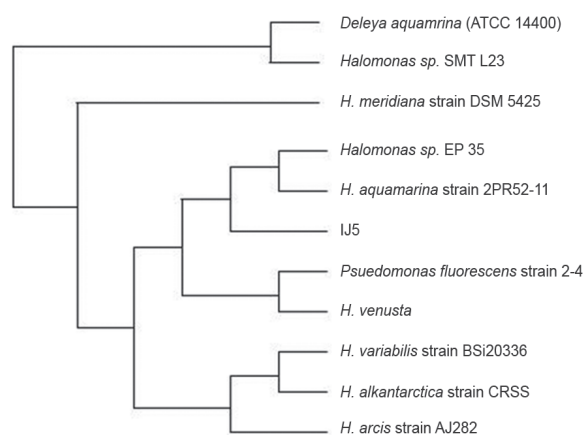 Deleya aquamrina (ATCC 14400)
Halomonas sp. SMT L23
H. meridiana strain DSM 5425
Halomonas sp. EP 35
H. aquamarina strain 2PR52-11
IJ5
Psuedomonas fluorescens strain 2-4
H. venusta
H. variabilis strain BSi20336
H. alkantarctica strain CRSS
H. arcis strain AJ282